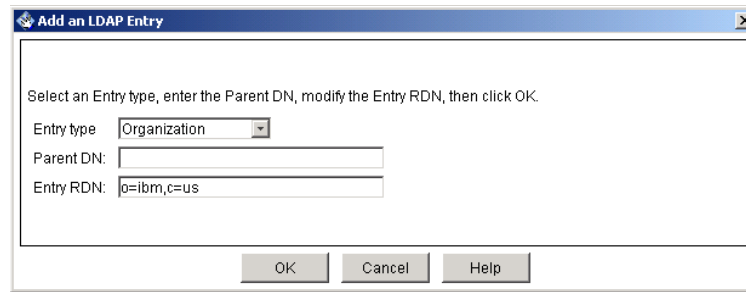 Add an LDAP Entry
Select an Entry type, enter the Parent DN, modify the Entry RDN, then click OK.
Entry type Organization
Parent DN:
Entry RDN: o=ibm,c=us
OK Cancel Help